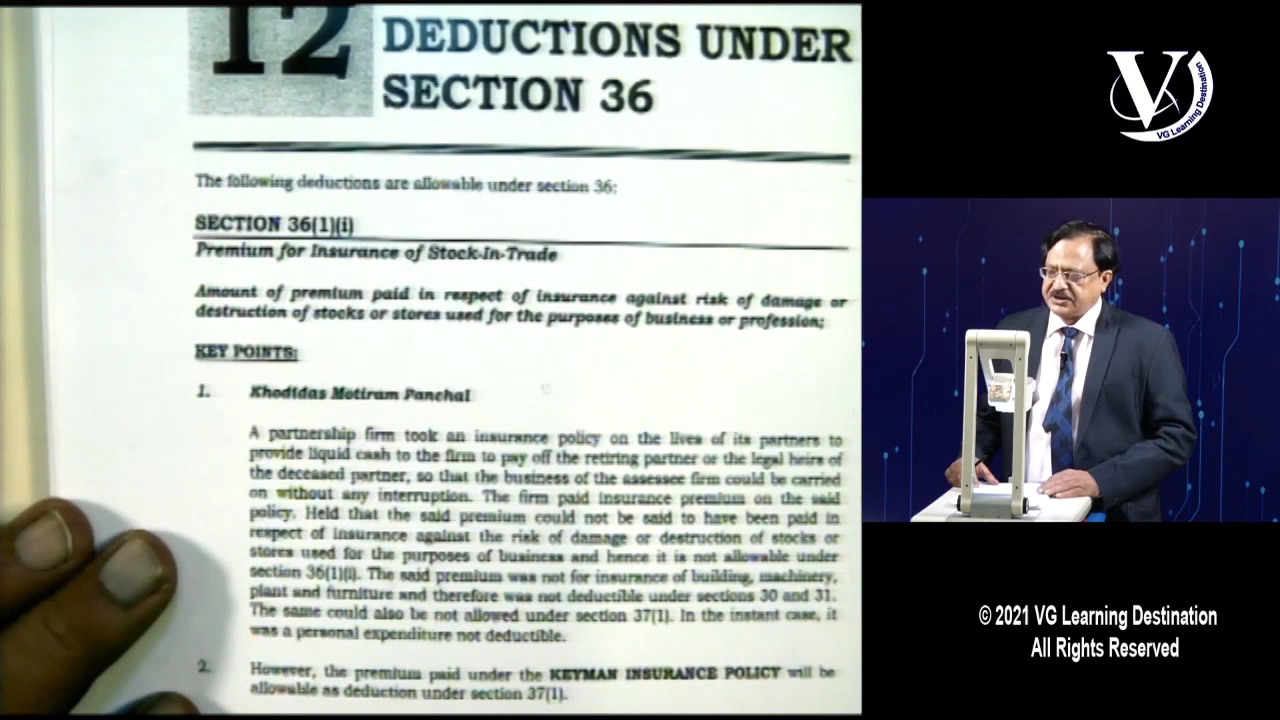 12 DEDUCTIONS UNDER
SECTION 36
The following deductions are allowable under section 36:
SECTION 36(1)(i)
Premium for Insurance of Stock-In-Trade
Amount of premium paid in respect of insurance against risk of damage or
destruction of stocks or stores used for the purposes of business or profession;
KEY POINTS:
1. Khodidas Motiram Panchal
A partnership firm took an insurance policy on the lives of its partners to
provide liquid cash to the firm to pay off the retiring partner or the legal heirs of
the deceased partner, so that the business of the assessee firm could be carried
on without any interruption. The firm paid insurance premium on the said
policy. Held that the said premium could not be said to have been paid in
respect of insurance against the risk of damage or destruction of stocks or
stores used for the purposes of business and hence it is not allowable under
section 36(1)(i). The said premium was not for insurance of building, machinery,
plant and furniture and therefore was not deductible under sections 30 and 31.
The same could also be not allowed under section 37(1). In the instant case, it
was a personal expenditure not deductible.
2. However, the premium paid under the KEYMAN INSURANCE POLICY will be
allowable as deduction under section 37(1).
V
VG Learning Destination
© 2021 VG Learning Destination
All Rights Reserved